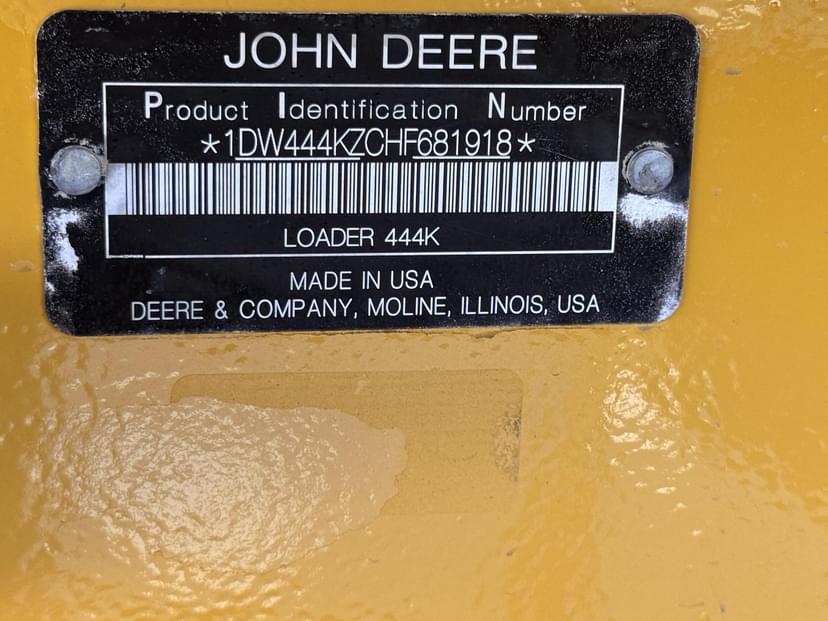 JOHN DEERE
Product Identification Number
*1DW444KZCHF681918*
LOADER 444K
MADE IN USA
DEERE & COMPANY, MOLINE, ILLINOIS, USA